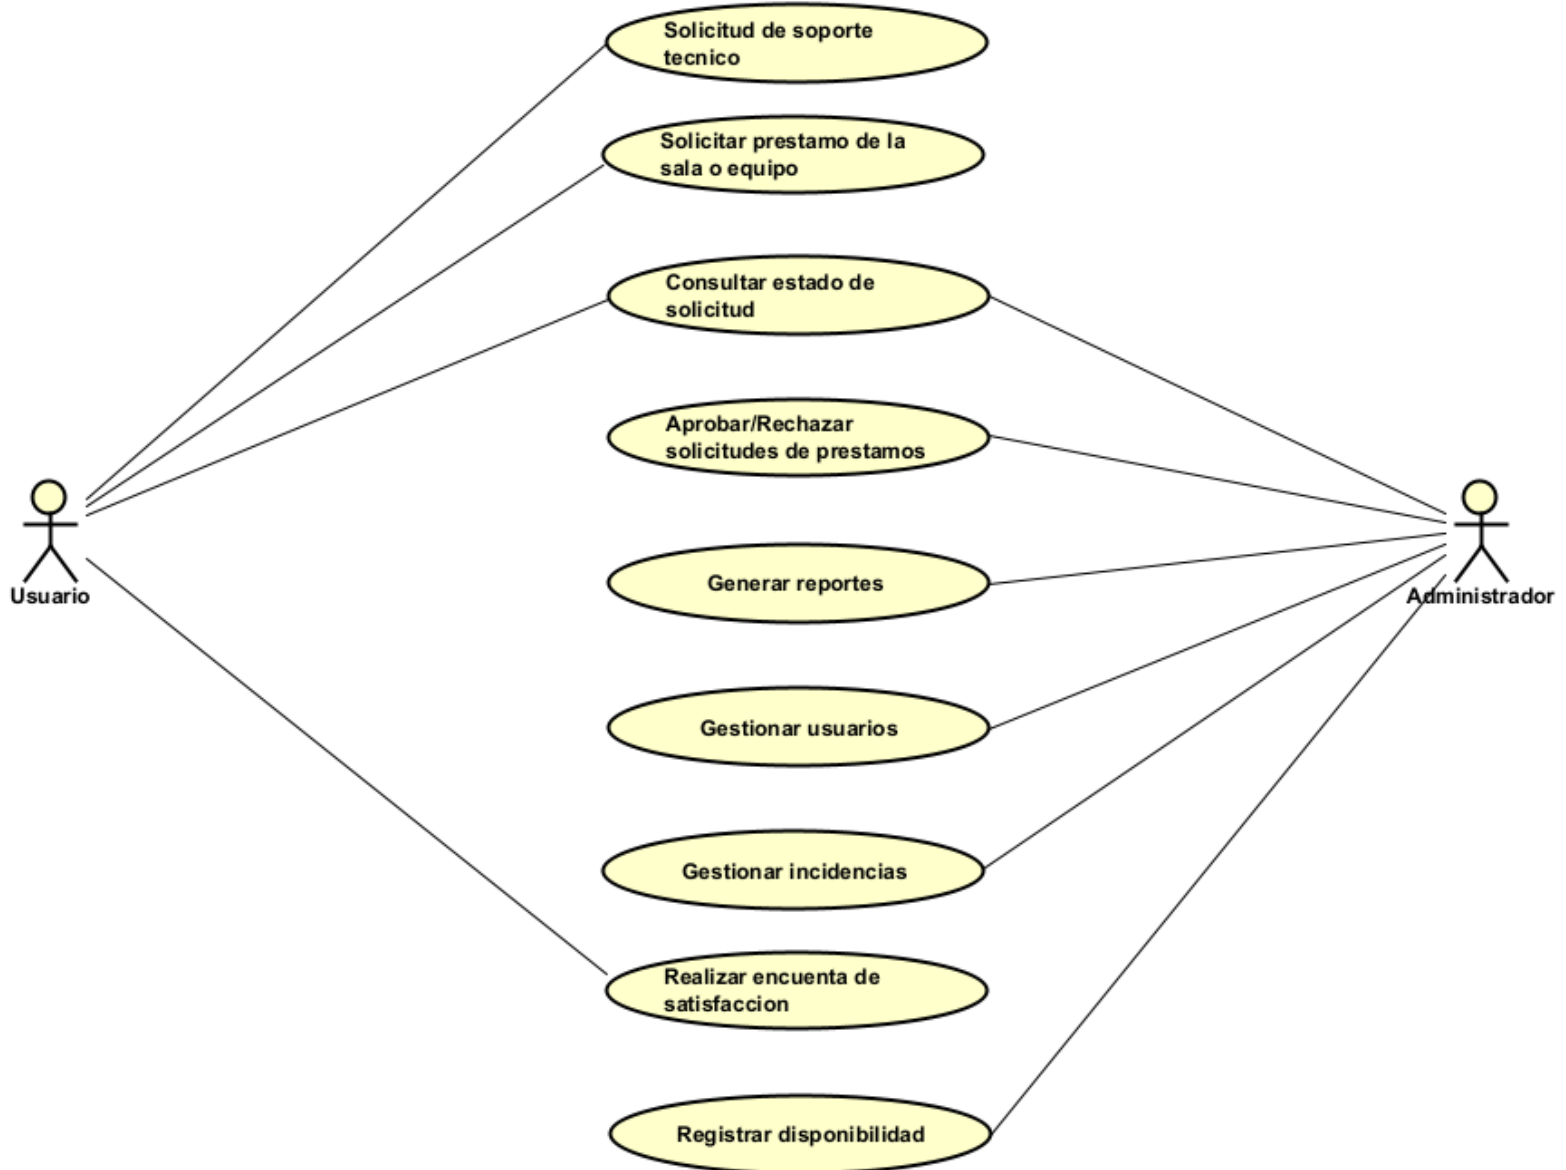 Solicitud de soporte
tecnico
Solicitar prestamo de la
sala o equipo
Consultar estado de
solicitud
Aprobar/Rechazar
solicitudes de prestamos
Usuario
Generar reportes
Administrador
Gestionar usuarios
Gestionar incidencias
Realizar encuenta de
satisfaccion
Registrar disponibilidad